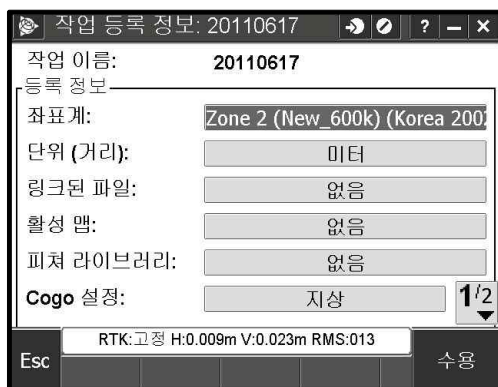 작업 등록 정보: 20110617 ? – ×
작업 이름: 20110617
등록 정보
좌표계: Zone 2 (New_600k) (Korea 2002
단위 (거리): 미터
링크된 파일: 없음
활성 맵: 없음
피쳐 라이브러리: 없음
Cogo 설정: 지상 1/2
RTK:고정 H:0.009m V:0.023m RMS:013
Esc 수용